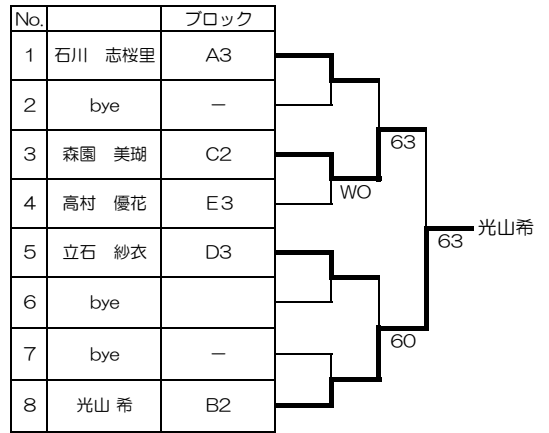 No. ブロック
1 石川　志桜里 A3
2 bye －
3 森園　美瑚 C2
63
4 高村　優花 E3
WO
5 立石　紗衣 D3
光山希
63
6 bye
7 bye －
60
8 光山 希 B2